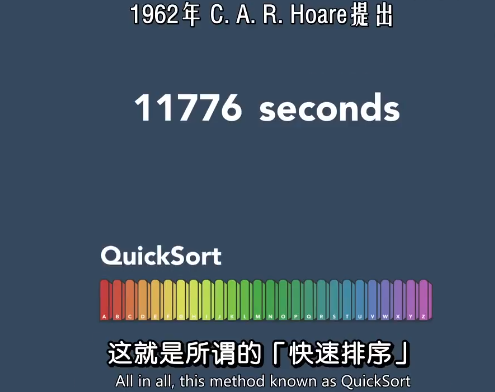 1962年 C. A. R. Hoare提出
11776 seconds
QuickSort
这就是所谓的「快速排序」
All in all, this method known as QuickSort